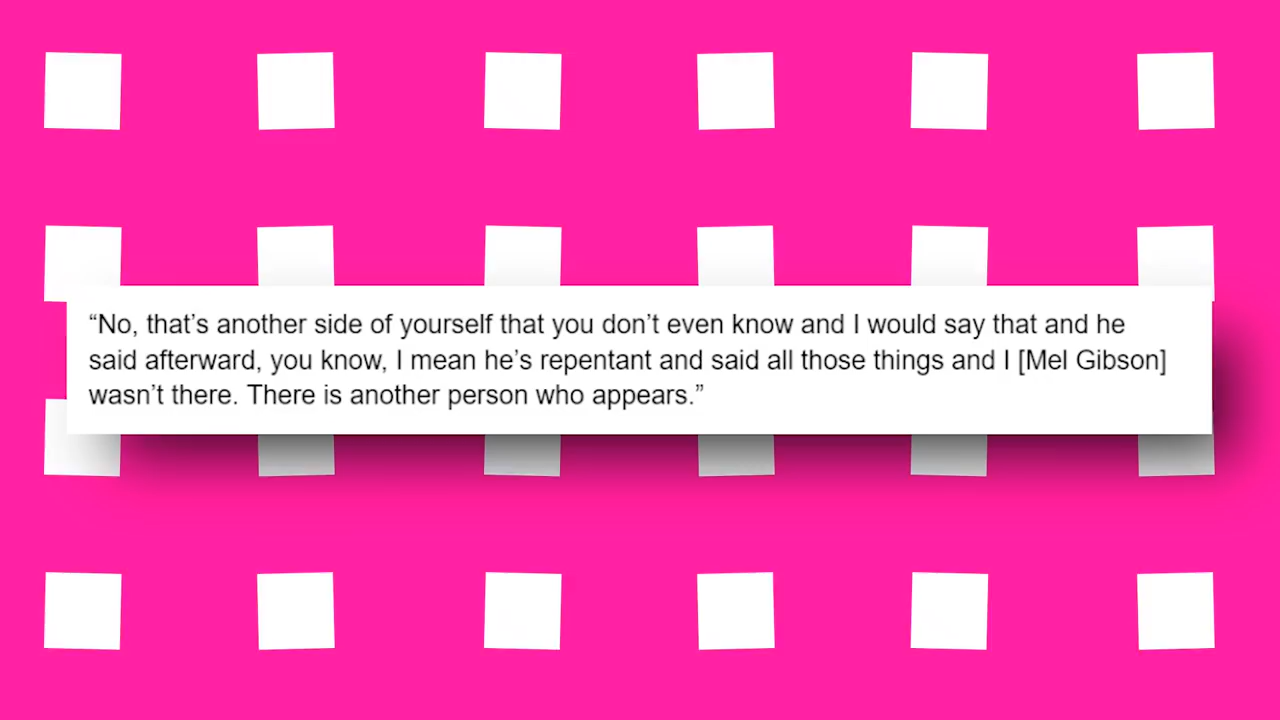 “No, that’s another side of yourself that you don’t even know and I would say that and he
said afterward, you know, I mean he’s repentant and said all those things and I [Mel Gibson]
wasn’t there. There is another person who appears.”